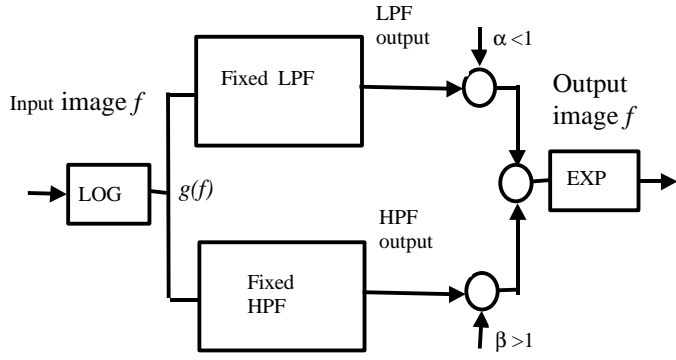 LPF
output
α<1
Fixed LPF
Input image f
Output
image f
LOG
g(f)
EXP
HPF
output
Fixed
HPF
β>1